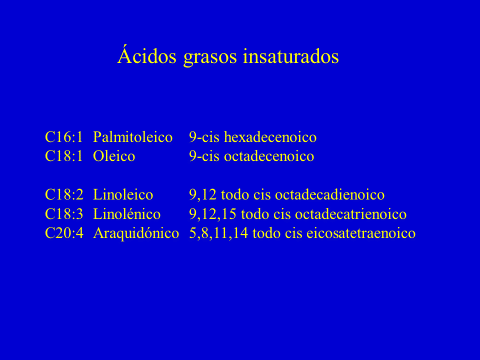 Ácidos grasos insaturados
C16:1 Palmitoleico 9-cis hexadecenoico
C18:1 Oleico 9-cis octadecenoico
C18:2 Linoleico 9,12 todo cis octadecadienoico
C18:3 Linolénico 9,12,15 todo cis octadecatrienoico
C20:4 Araquidónico 5,8,11,14 todo cis eicosatetraenoico